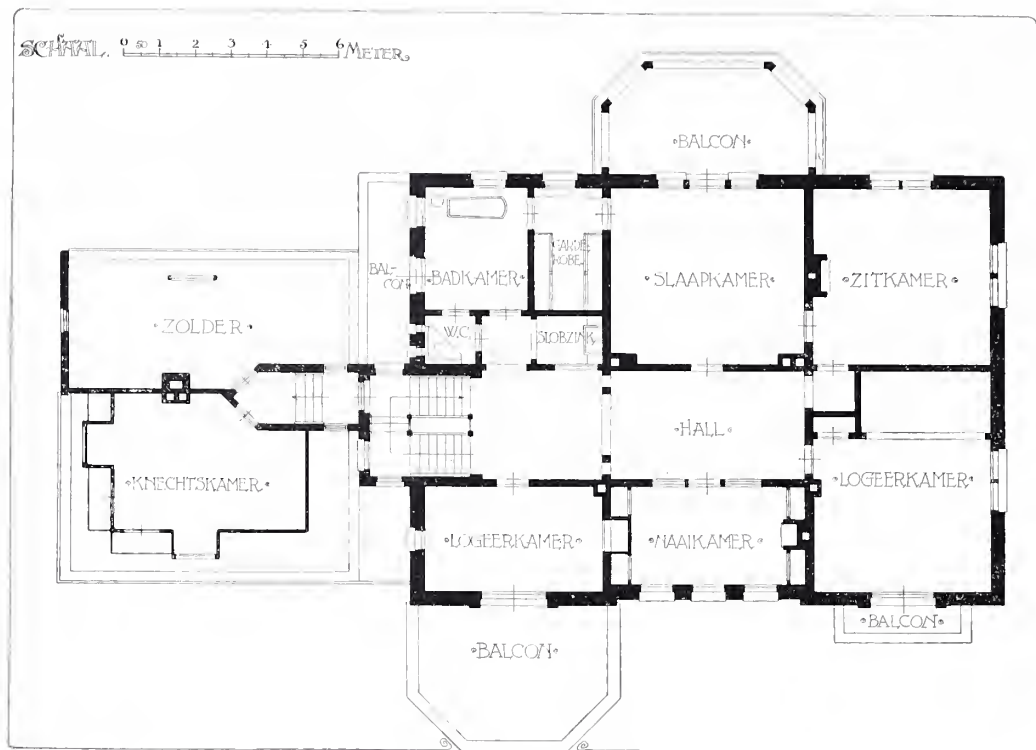 SCHAAL. 0 50 1 2 3 4 5 6 METER.
•BALCON•
BAL-
CON
•BADKAMER•
GARDE
ROBE
•SLAAPKAMER•
•ZITKAMER•
•ZOLDER•
W.C.
SLOBZINK
•HALL•
•KNECHTSKAMER•
•LOGEERKAMER•
•LOGEERKAMER•
•NAAIKAMER•
•BALCON•
•BALCON•